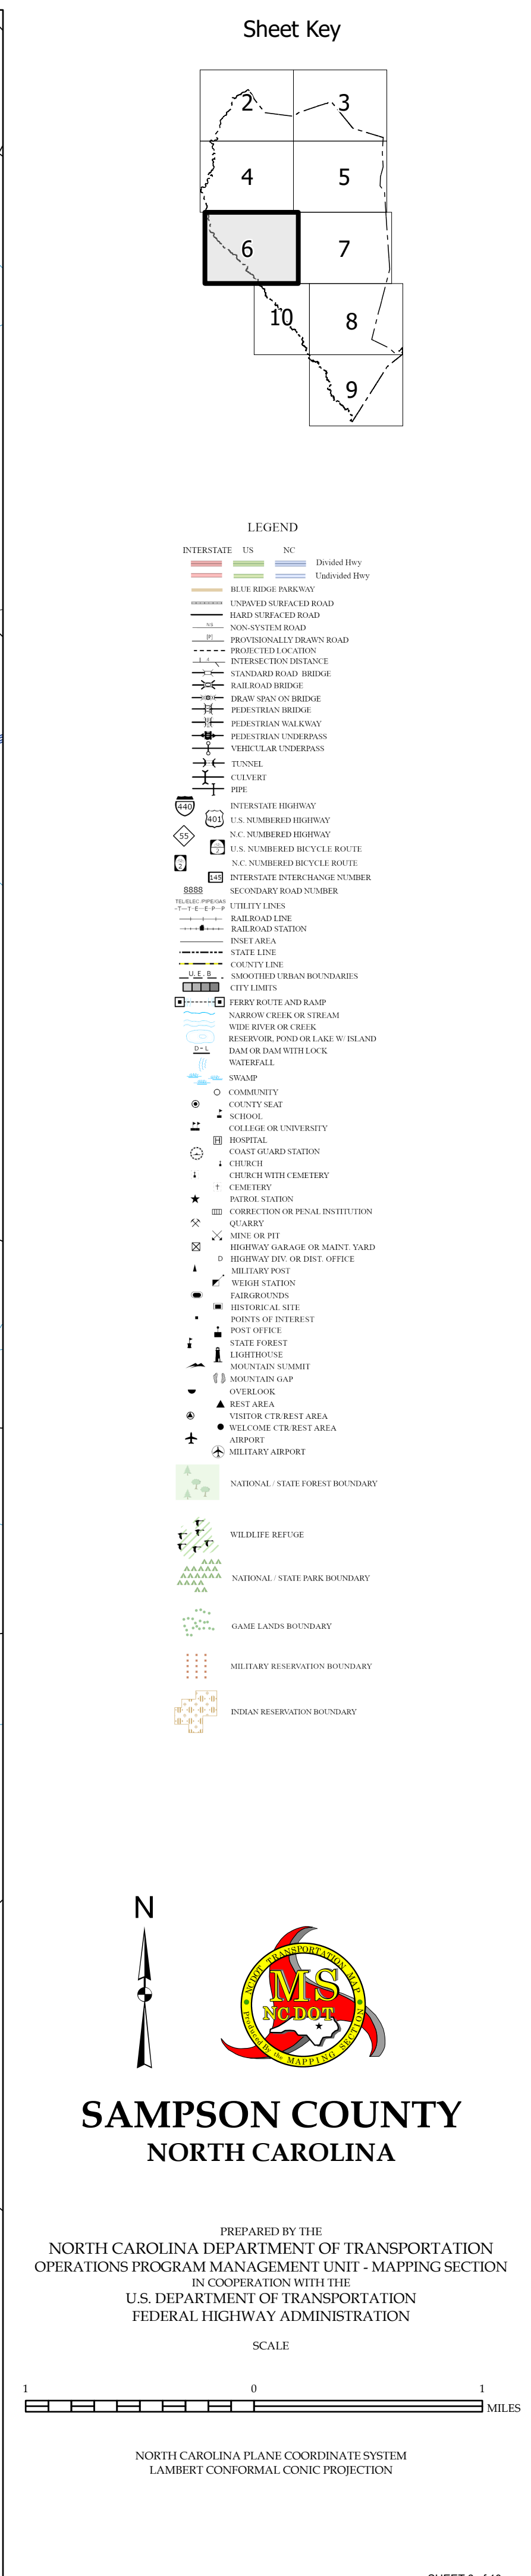 Sheet Key
2
3
4
5
6
7
10
8
9
LEGEND
INTERSTATE US NC
Divided Hwy
Undivided Hwy
BLUE RIDGE PARKWAY
UNPAVED SURFACED ROAD
HARD SURFACED ROAD
NS NON-SYSTEM ROAD
[P] PROVISIONALLY DRAWN ROAD
PROJECTED LOCATION
INTERSECTION DISTANCE
STANDARD ROAD BRIDGE
RAILROAD BRIDGE
DRAW SPAN ON BRIDGE
PEDESTRIAN BRIDGE
PEDESTRIAN WALKWAY
PEDESTRIAN UNDERPASS
VEHICULAR UNDERPASS
TUNNEL
CULVERT
PIPE
440 INTERSTATE HIGHWAY
401 U.S. NUMBERED HIGHWAY
55 N.C. NUMBERED HIGHWAY
2 U.S. NUMBERED BICYCLE ROUTE
2 N.C. NUMBERED BICYCLE ROUTE
145 INTERSTATE INTERCHANGE NUMBER
8888 SECONDARY ROAD NUMBER
TEL/ELEC PIPE/GAS
–T—T—E—E—P—P UTILITY LINES
RAILROAD LINE
RAILROAD STATION
INSET AREA
STATE LINE
COUNTY LINE
U.E.B SMOOTHED URBAN BOUNDARIES
CITY LIMITS
FERRY ROUTE AND RAMP
NARROW CREEK OR STREAM
WIDE RIVER OR CREEK
RESERVOIR, POND OR LAKE W/ ISLAND
D-L DAM OR DAM WITH LOCK
WATERFALL
SWAMP
COMMUNITY
COUNTY SEAT
SCHOOL
COLLEGE OR UNIVERSITY
H HOSPITAL
COAST GUARD STATION
CHURCH
CHURCH WITH CEMETERY
CEMETERY
PATROL STATION
CORRECTION OR PENAL INSTITUTION
QUARRY
MINE OR PIT
HIGHWAY GARAGE OR MAINT. YARD
D HIGHWAY DIV. OR DIST. OFFICE
MILITARY POST
WEIGH STATION
FAIRGROUNDS
HISTORICAL SITE
POINTS OF INTEREST
POST OFFICE
STATE FOREST
LIGHTHOUSE
MOUNTAIN SUMMIT
MOUNTAIN GAP
OVERLOOK
REST AREA
VISITOR CTR/REST AREA
WELCOME CTR/REST AREA
AIRPORT
MILITARY AIRPORT
NATIONAL / STATE FOREST BOUNDARY
WILDLIFE REFUGE
NATIONAL / STATE PARK BOUNDARY
GAME LANDS BOUNDARY
MILITARY RESERVATION BOUNDARY
INDIAN RESERVATION BOUNDARY
N
NCDOT TRANSPORTATION MAP
MS
NCDOT
Produced By the MAPPING SECTION
SAMPSON COUNTY
NORTH CAROLINA
PREPARED BY THE
NORTH CAROLINA DEPARTMENT OF TRANSPORTATION
OPERATIONS PROGRAM MANAGEMENT UNIT - MAPPING SECTION
IN COOPERATION WITH THE
U.S. DEPARTMENT OF TRANSPORTATION
FEDERAL HIGHWAY ADMINISTRATION
SCALE
1 0 1
MILES
NORTH CAROLINA PLANE COORDINATE SYSTEM
LAMBERT CONFORMAL CONIC PROJECTION